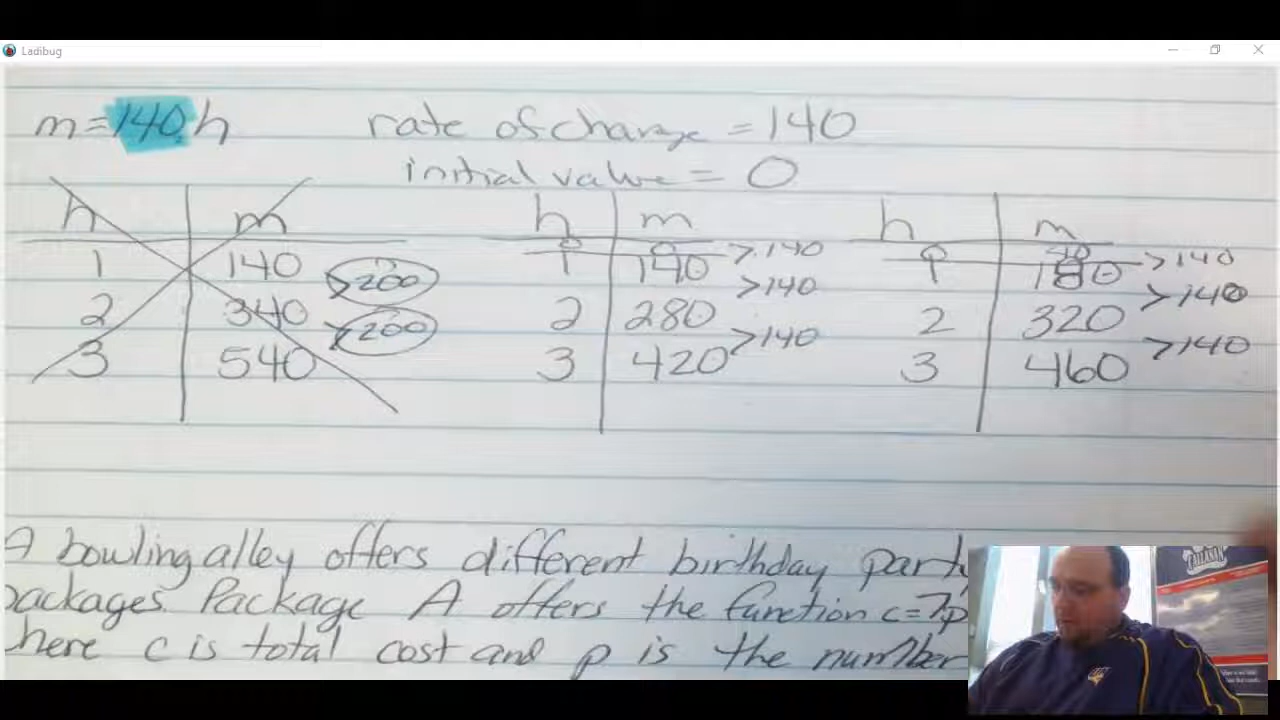 Ladibug
m=140h rate of change = 140
initial value = 0
h m h m h m
0 0 >140 40 >140
1 140 >200 1 140 >140 1 180 >140
2 340 >200 2 280 >140 2 320 >140
3 540 3 420 3 460
A bowling alley offers different birthday party
packages. Package A offers the function c=7p
here c is total cost and p is the number